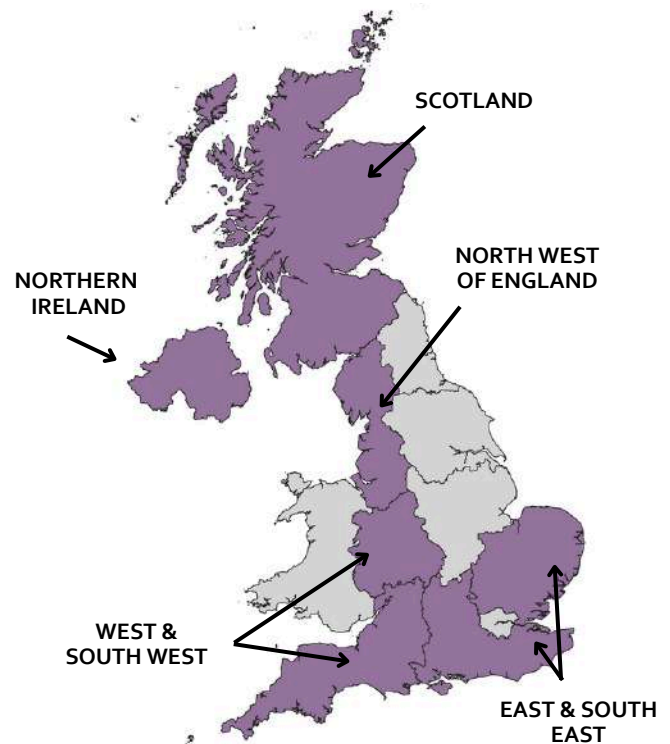 SCOTLAND
NORTH WEST
OF ENGLAND
NORTHERN
IRELAND
WEST &
SOUTH WEST
EAST & SOUTH
EAST